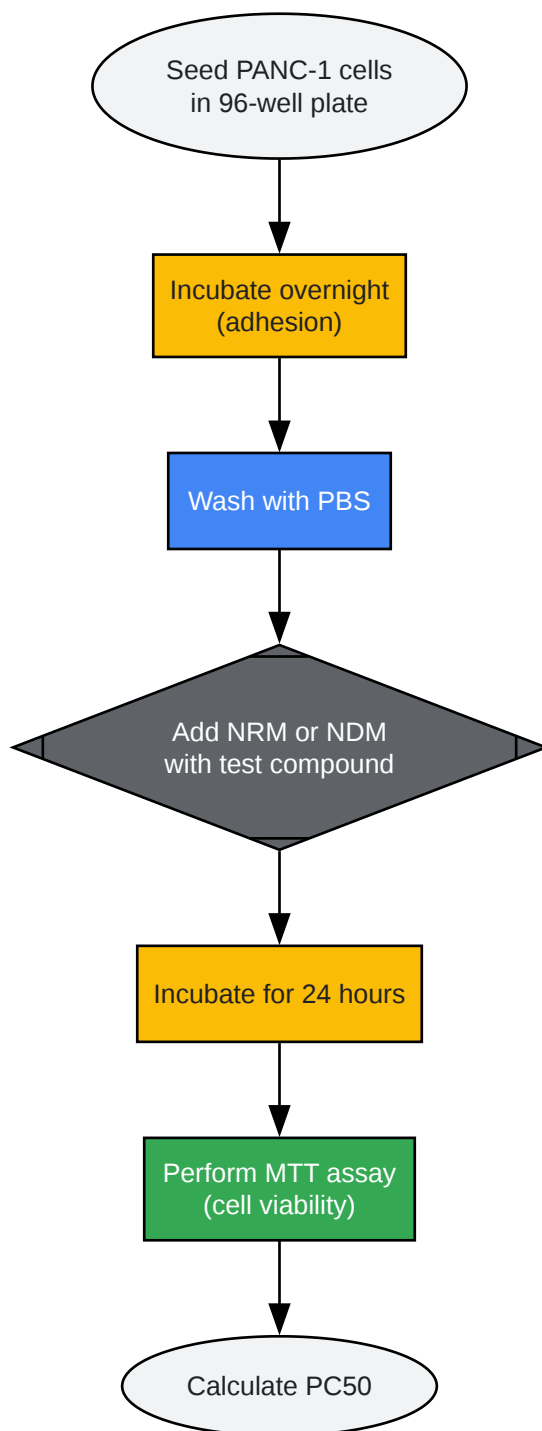 Seed PANC-1 cells
in 96-well plate
Incubate overnight
(adhesion)
Wash with PBS
Add NRM or NDM
with test compound
Incubate for 24 hours
Perform MTT assay
(cell viability)
Calculate PC50